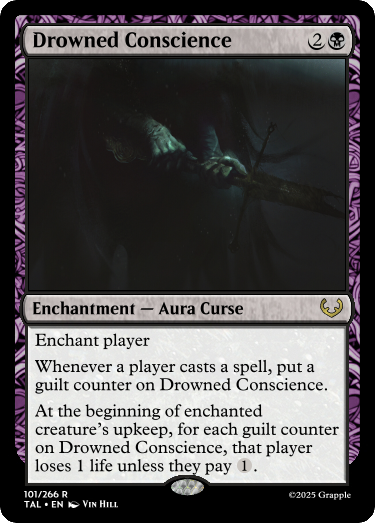 Drowned Conscience 2
Enchantment — Aura Curse
Enchant player
Whenever a player casts a spell, put a
guilt counter on Drowned Conscience.
At the beginning of enchanted
creature's upkeep, for each guilt counter
on Drowned Conscience, that player
loses 1 life unless they pay 1.
101/266 R
TAL • EN Vin Hill
©2025 Grapple